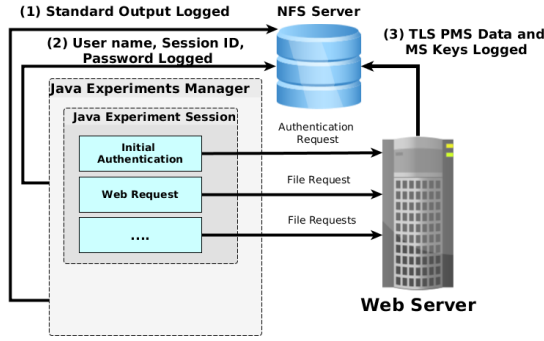 (1) Standard Output Logged
NFS Server
(2) User name, Session ID,
Password Logged
(3) TLS PMS Data and
MS Keys Logged
Java Experiments Manager
Java Experiment Session
Initial
Authentication
Authentication
Request
Web Request
File Request
....
File Requests
Web Server